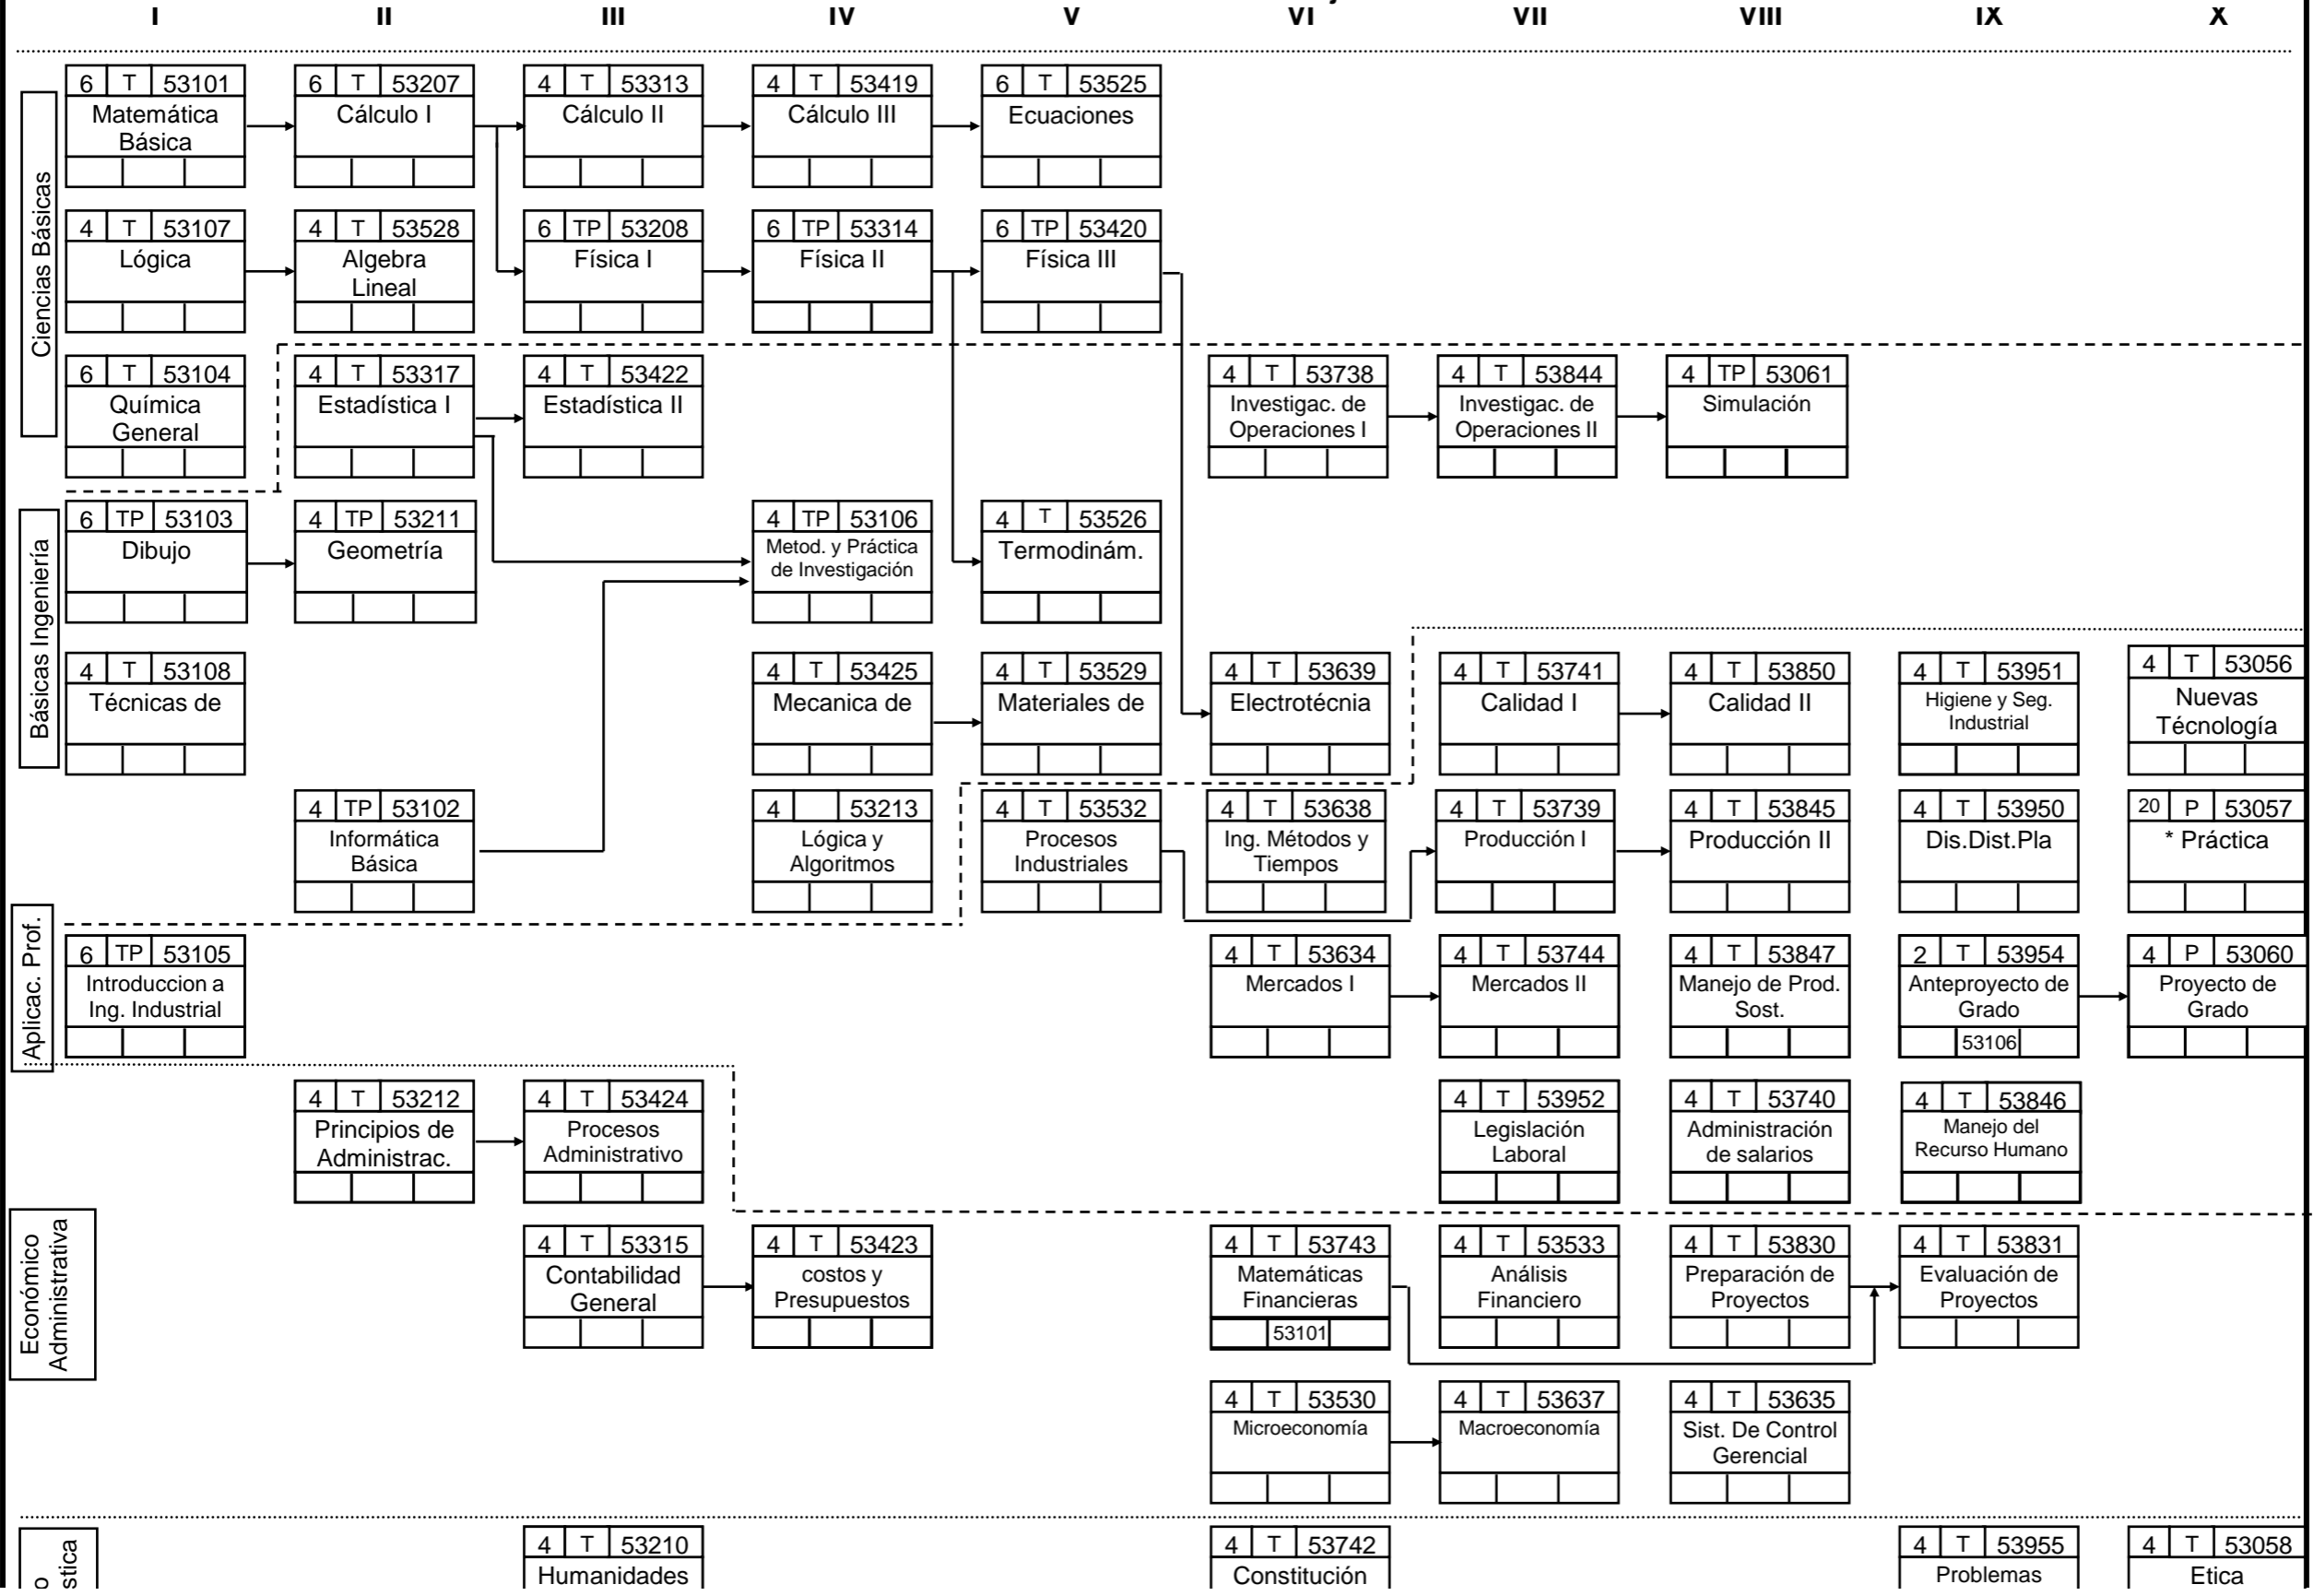 I II III IV V VI VII VIII IX X
6 T 53101 6 T 53207 4 T 53313 4 T 53419 6 T 53525
Matemática Básica Cálculo I Cálculo II Cálculo III Ecuaciones
Ciencias Básicas
4 T 53107 4 T 53528 6 TP 53208 6 TP 53314 6 TP 53420
Lógica Algebra Lineal Física I Física II Física III
6 T 53104 4 T 53317 4 T 53422 4 T 53738 4 T 53844 4 TP 53061
Química General Estadística I Estadística II Investigac. de Operaciones I Investigac. de Operaciones II Simulación
Básicas Ingeniería
6 TP 53103 4 TP 53211 4 TP 53106 4 T 53526
Dibujo Geometría Metod. y Práctica de Investigación Termodinám.
4 T 53108 4 T 53425 4 T 53529 4 T 53639 4 T 53741 4 T 53850 4 T 53951 4 T 53056
Técnicas de Mecanica de Materiales de Electrotécnia Calidad I Calidad II Higiene y Seg. Industrial Nuevas Técnología
4 TP 53102 4 53213 4 T 53532 4 T 53638 4 T 53739 4 T 53845 4 T 53950 20 P 53057
Informática Básica Lógica y Algoritmos Procesos Industriales Ing. Métodos y Tiempos Producción I Producción II Dis.Dist.Pla * Práctica
Aplicac. Prof.
6 TP 53105 4 T 53634 4 T 53744 4 T 53847 2 T 53954 4 P 53060
Introduccion a Ing. Industrial Mercados I Mercados II Manejo de Prod. Sost. Anteproyecto de Grado Proyecto de Grado
53106
4 T 53212 4 T 53424 4 T 53952 4 T 53740 4 T 53846
Principios de Administrac. Procesos Administrativo Legislación Laboral Administración de salarios Manejo del Recurso Humano
Económico Administrativa
4 T 53315 4 T 53423 4 T 53743 4 T 53533 4 T 53830 4 T 53831
Contabilidad General costos y Presupuestos Matemáticas Financieras Análisis Financiero Preparación de Proyectos Evaluación de Proyectos
53101
4 T 53530 4 T 53637 4 T 53635
Microeconomía Macroeconomía Sist. De Control Gerencial
4 T 53210 4 T 53742 4 T 53955 4 T 53058
Humanidades Constitución Problemas Etica